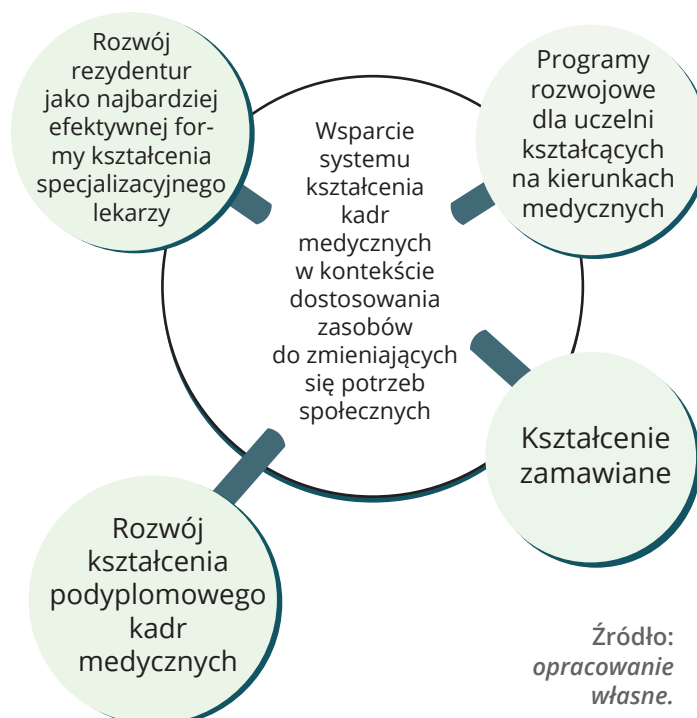 Rozwój
rezydentur
jako najbardziej
efektywnej for-
my kształcenia
specjalizacyjnego
lekarzy
Programy
rozwojowe
dla uczelni
kształcących
na kierunkach
medycznych
Wsparcie
systemu
kształcenia
kadr
medycznych
w kontekście
dostosowania
zasobów
do zmieniających
się potrzeb
społecznych
Kształcenie
zamawiane
Rozwój
kształcenia
podyplomowego
kadr
medycznych
Źródło:
opracowanie
własne.